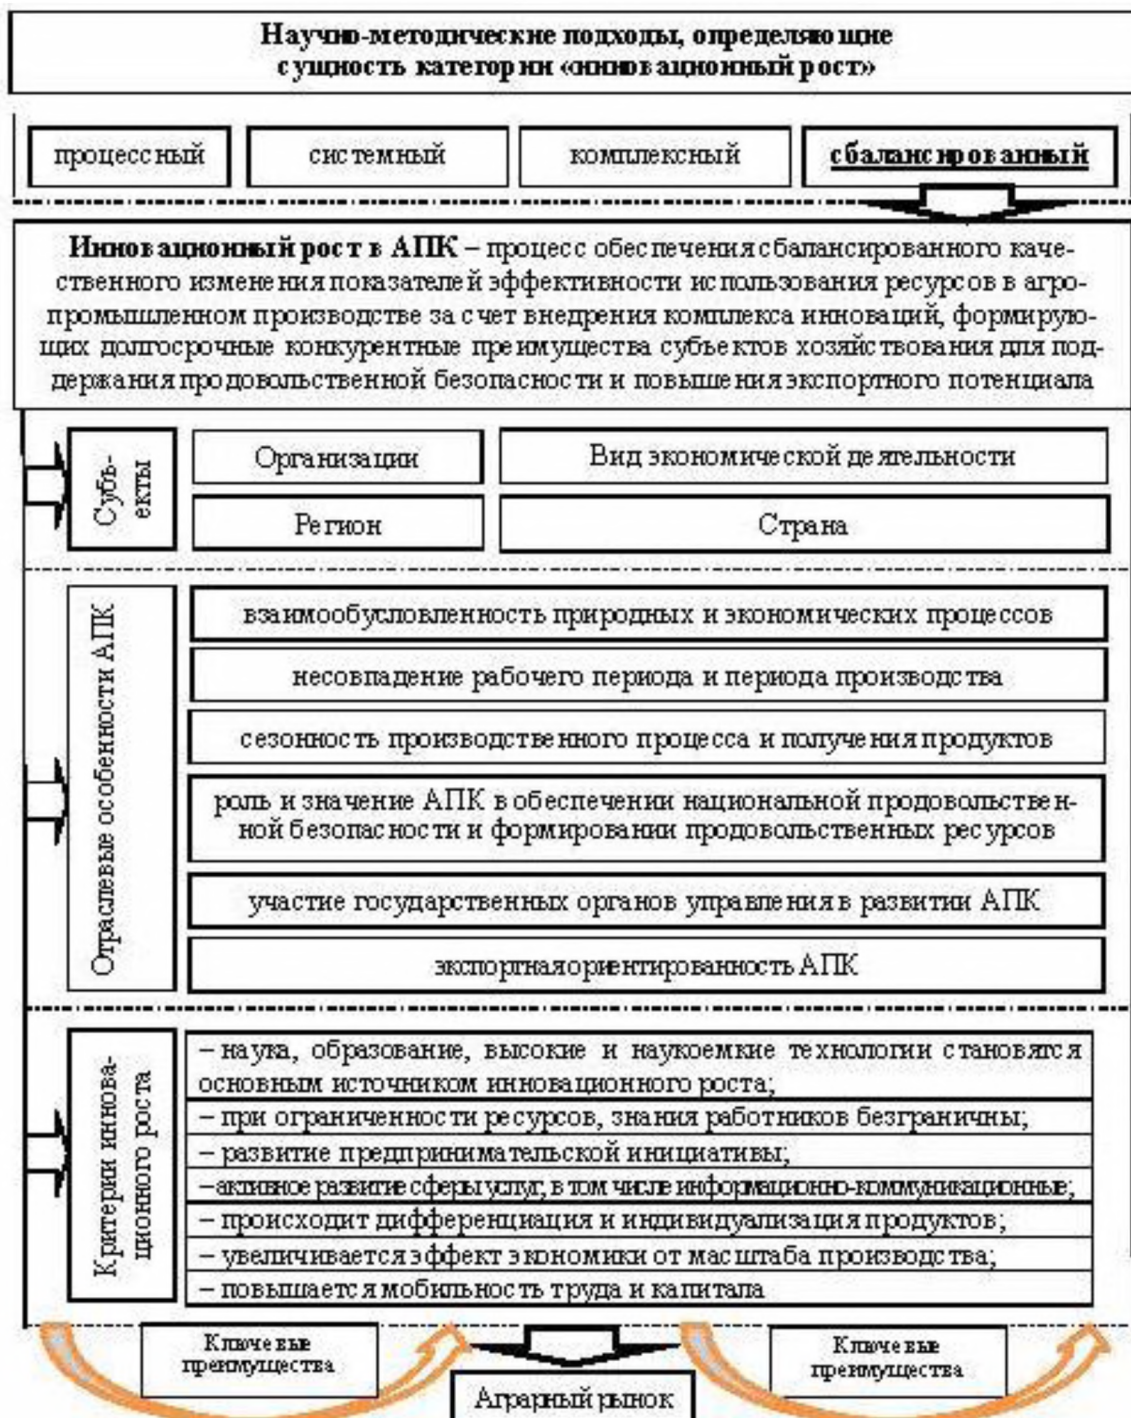 Научно-методические подходы, определяющие
сущность категории «инновационный рост»
процессный
системный
комплексный
сбалансированный
Инновационный рост в АПК – процесс обеспечения сбалансированного каче-
ственного изменения показателей эффективности использования ресурсов в агро-
промышленном производстве за счет внедрения комплекса инноваций, формирую-
щих долгосрочные конкурентные преимущества субъектов хозяйствования для под-
держания продовольственной безопасности и повышения экспортного потенциала
Субъ-
екты
Организации
Вид экономической деятельности
Регион
Страна
Отраслевые особенности АПК
взаимообусловленность природных и экономических процессов
несовпадение рабочего периода и периода производства
сезонность производственного процесса и получения продуктов
роль и значение АПК в обеспечении национальной продовольствен-
ной безопасности и формировании продовольственных ресурсов
участие государственных органов управления в развитии АПК
экспортная ориентированность АПК
Критерии иннова-
ционного роста
– наука, образование, высокие и наукоемкие технологии становятся
основным источником инновационного роста;
– при ограниченности ресурсов, знания работников безграничны;
– развитие предпринимательской инициативы;
– активное развитие сферы услуг, в том числе информационно-коммуникационные;
– происходит дифференциация и индивидуализация продуктов;
– увеличивается эффект экономики от масштаба производства;
– повышается мобильность труда и капитала
Ключевые
преимущества
Ключевые
преимущества
Аграрный рынок